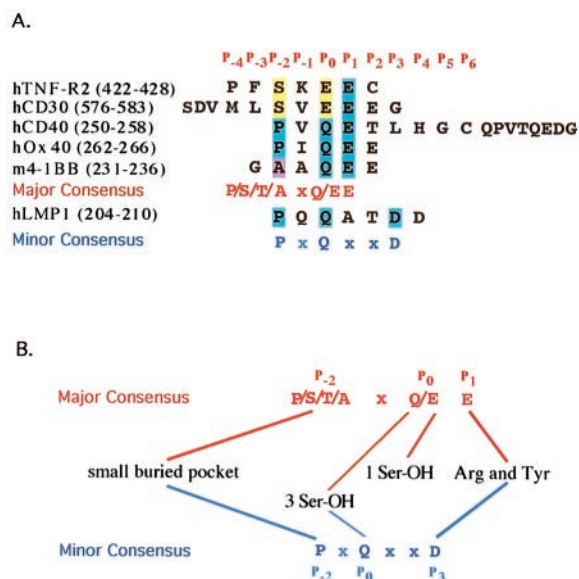 A.
P-4 P-3 P-2 P-1 P0 P1 P2 P3 P4 P5 P6
hTNF-R2 (422-428) P F S K E E C
hCD30 (576-583) SDV M L S V E E E G
hCD40 (250-258) P V Q E T L H G C QPVTQEDG
hOx 40 (262-266) P I Q E E
m4-1BB (231-236) G A A Q E E
Major Consensus P/S/T/A x Q/E E
hLMP1 (204-210) P Q Q A T D D
Minor Consensus P x Q x x D
B.
P-2 P0 P1
Major Consensus P/S/T/A x Q/E E
small buried pocket 1 Ser-OH Arg and Tyr
3 Ser-OH
Minor Consensus P x Q x x D
P-2 P0 P3